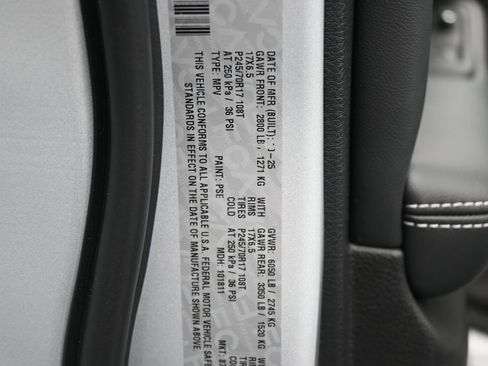 DATE OF MFR (BUILT): -25 GVWR: 6050 LB / 2745 KG
GAWR FRONT: 2800 LB , 1271 KG WITH GAWR REAR: 3350 LB / 1520 KG
17X6.5 RIMS 17X6.5
P245/70R17 108T TIRES P245/70R17 108T
AT 250 kPa / 36 PSI COLD AT 250 kPa / 36 PSI
TYPE: MPV PAINT: PSE MDH: 101811 MKT:
THIS VEHICLE CONFORMS TO ALL APPLICABLE U.S.A. FEDERAL MOTOR VEHICLE SAFE
STANDARDS IN EFFECT ON THE DATE OF MANUFACTURE SHOWN ABOVE.